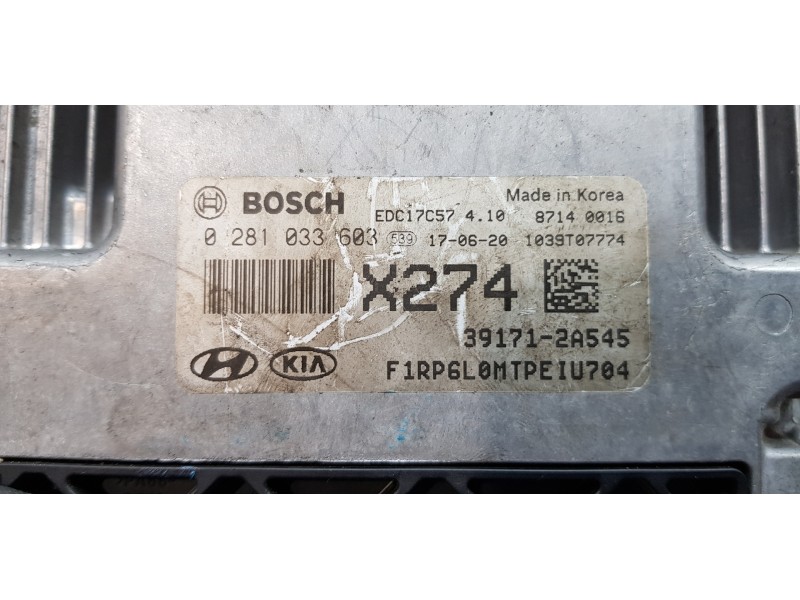 BOSCH
Made in Korea
EDC17C57 4.10 8714 0016
0 281 033 603 539 17-06-20 1039T07774
X274
39171-2A545
KIA
F1RP6L0MTPEIU704